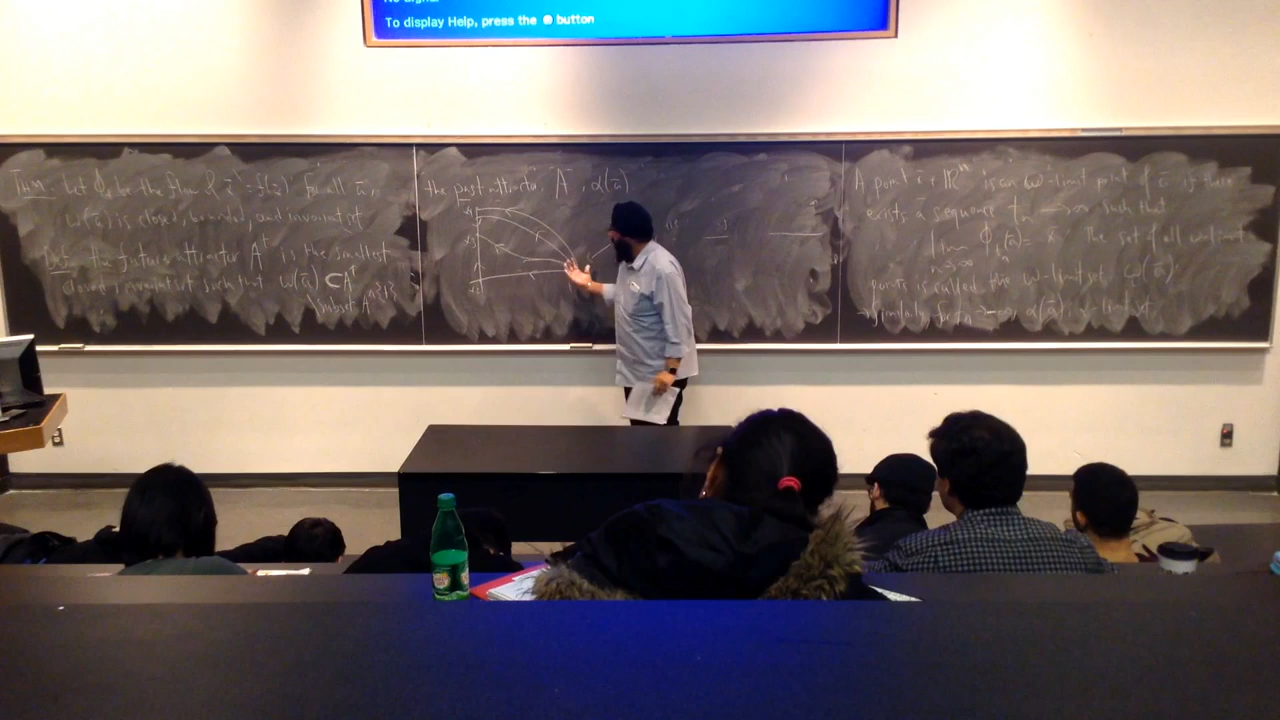 No signal
To display Help, press the button
Thm: Let ϕt be the flow & x̄' = f(x̄) for all ā,
ω(ā) is closed, bounded, and invariant set
Def: the future attractor A⁺ is the smallest
closed invariant set such that ω(ā) ⊂ A⁺
subset
the past attractor, A⁻, α(ā)
A point x̄ ∈ ℝⁿ is an ω-limit point of ā if there
exists a sequence tn → ∞ such that
lim ϕtn(ā) = x̄ The set of all ω-limit
n→∞
points is called the ω-limit set ω(ā).
→ similarly for → -∞, α(ā), α-limit set